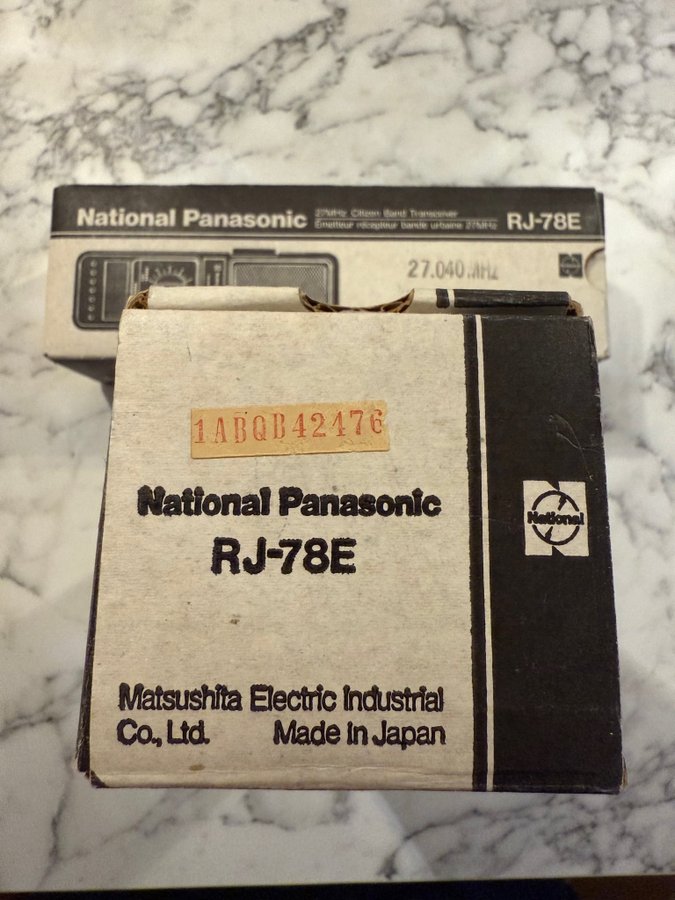 National Panasonic
27MHz Citizen Band Transceiver
Émetteur récepteur bande urbaine 27MHz
RJ-78E
27.040 MHz
1ABQB42476
National Panasonic
RJ-78E
National
Matsushita Electric Industrial
Co., Ltd. Made in Japan